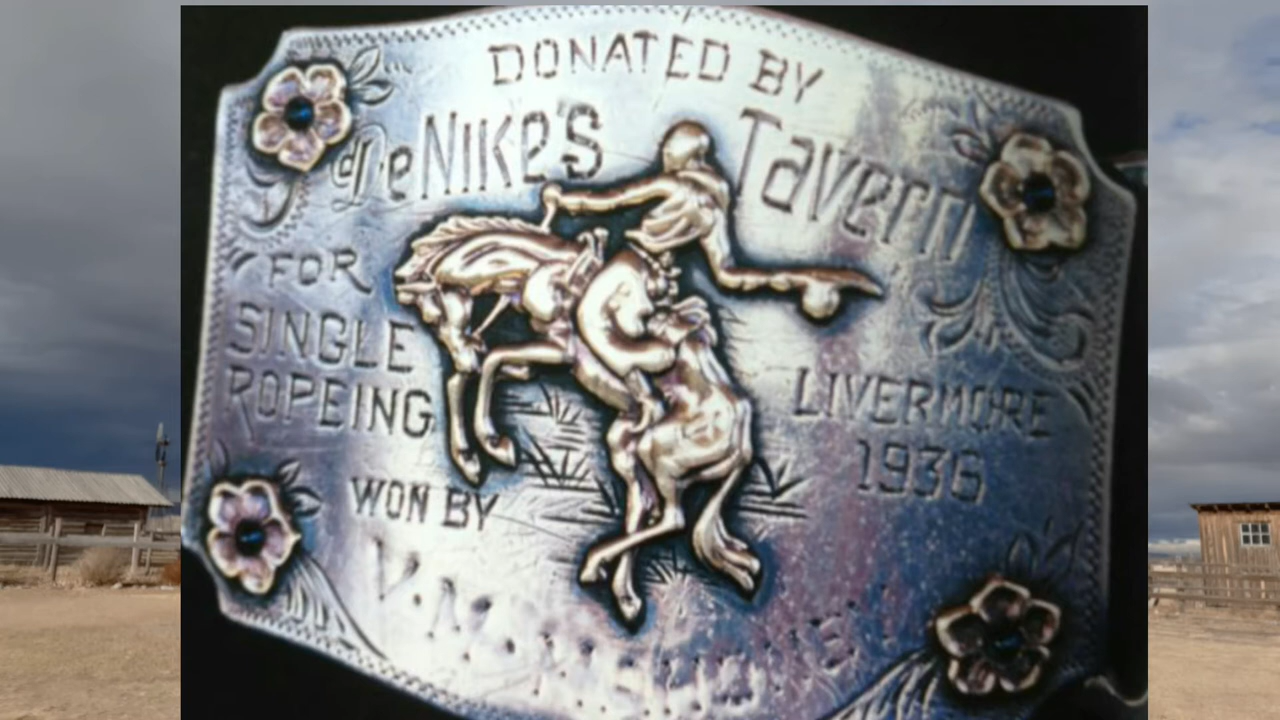 DONATED BY
DeNIKe'S Tavern
FOR
SINGLE
ROPEING
LIVERMORE
1936
WON BY
V.